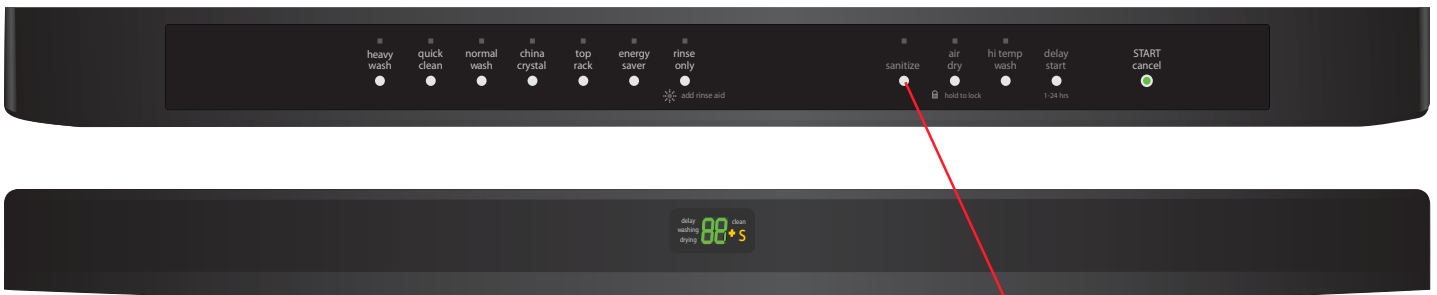 heavy wash
quick clean
normal wash
china crystal
top rack
energy saver
rinse only
add rinse aid
sanitize
air dry
hold to lock
hi temp wash
delay start
1-24 hrs
START cancel
delay
washing
drying
88
clean
+ S